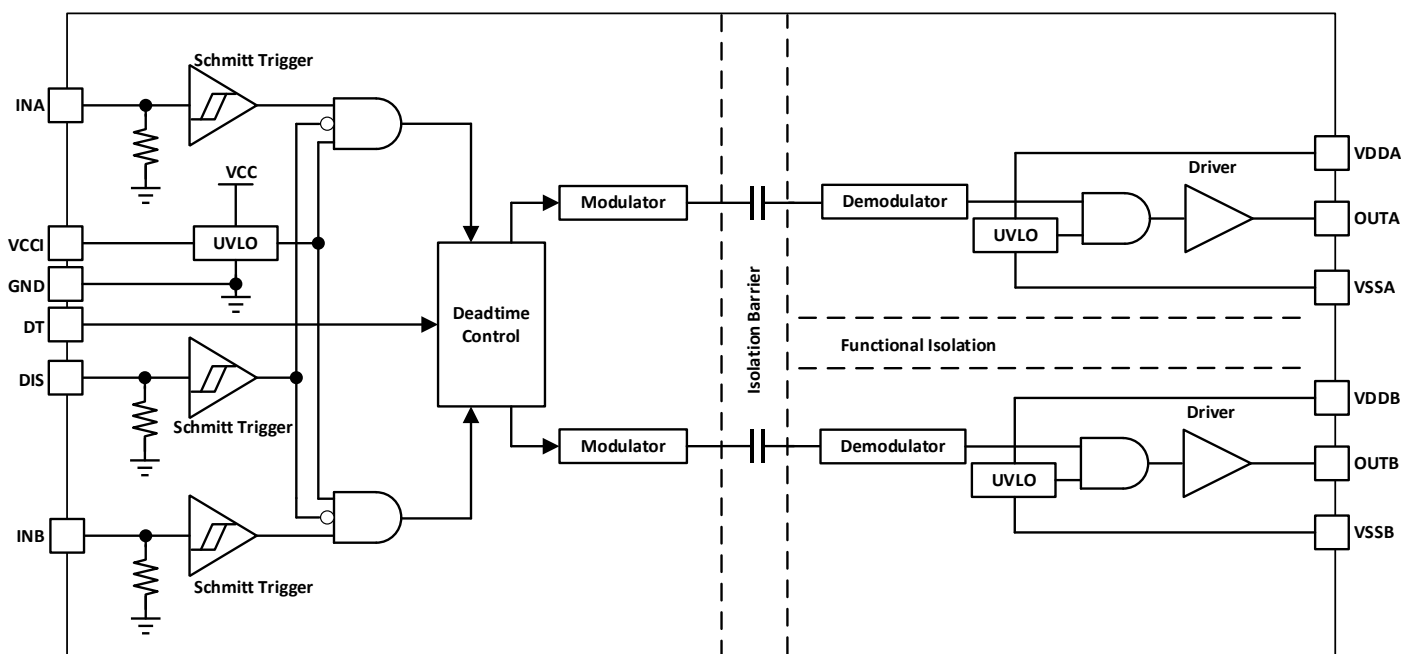 Schmitt Trigger
INA
VCC
VCCI
UVLO
GND
DT
DIS
Schmitt Trigger
INB
Schmitt Trigger
Deadtime
Control
Modulator
Modulator
Isolation Barrier
Demodulator
UVLO
Driver
VDDA
OUTA
VSSA
Functional Isolation
Demodulator
UVLO
Driver
VDDB
OUTB
VSSB